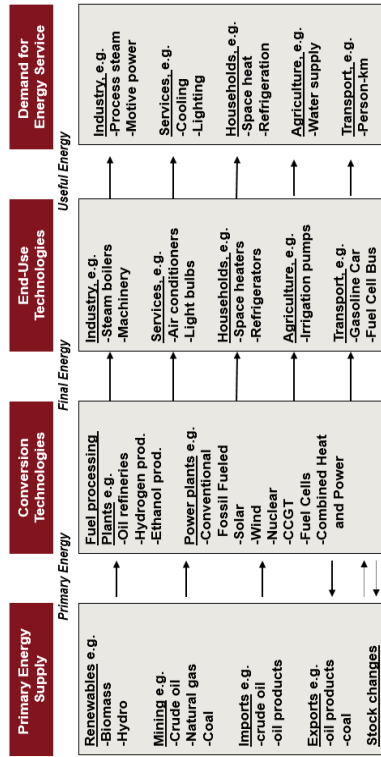 Primary Energy
Supply
Renewables e.g.
-Biomass
-Hydro
Mining e.g.
-Crude oil
-Natural gas
-Coal
Imports e.g.
-crude oil
-oil products
Exports e.g.
-oil products
-coal
Stock changes
Primary Energy
Conversion
Technologies
Fuel processing
Plants e.g.
-Oil refineries
-Hydrogen prod.
-Ethanol prod.
Power plants e.g.
-Conventional
Fossil Fueled
-Solar
-Wind
-Nuclear
-CCGT
-Fuel Cells
-Combined Heat
and Power
Final Energy
End-Use
Technologies
Industry, e.g.
-Steam boilers
-Machinery
Services, e.g.
-Air conditioners
-Light bulbs
Households, e.g.
-Space heaters
-Refrigerators
Agriculture, e.g.
-Irrigation pumps
Transport, e.g.
-Gasoline Car
-Fuel Cell Bus
Useful Energy
Demand for
Energy Service
Industry, e.g.
-Process steam
-Motive power
Services, e.g.
-Cooling
-Lighting
Households, e.g.
-Space heat
-Refrigeration
Agriculture, e.g.
-Water supply
Transport, e.g.
-Person-km